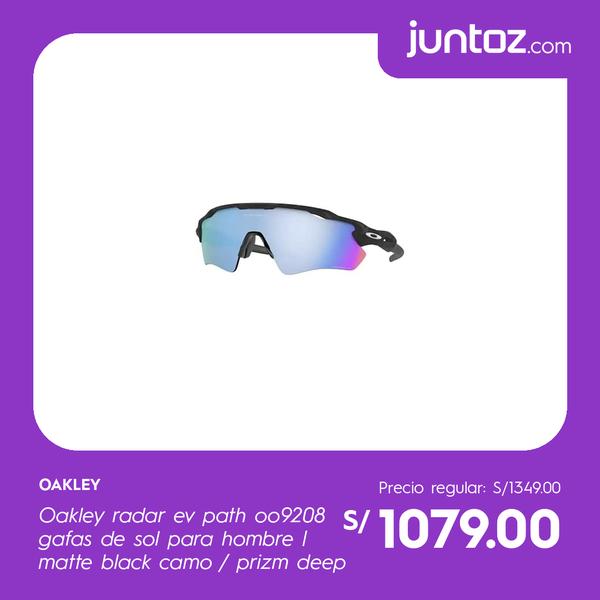 juntoz.com
OAKLEY
Oakley radar ev path oo9208
gafas de sol para hombre |
matte black camo / prizm deep
Precio regular: S/1349.00
S/ 1079.00